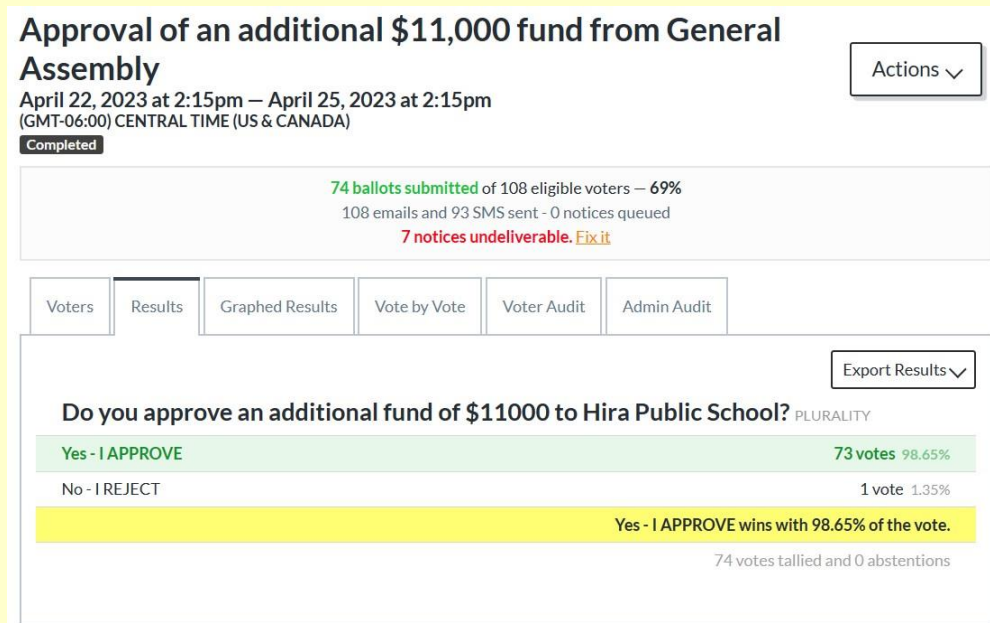 Approval of an additional $11,000 fund from General
Assembly
Actions
April 22, 2023 at 2:15pm — April 25, 2023 at 2:15pm
(GMT-06:00) CENTRAL TIME (US & CANADA)
Completed
74 ballots submitted of 108 eligible voters — 69%
108 emails and 93 SMS sent - 0 notices queued
7 notices undeliverable. Fix it
Voters Results Graphed Results Vote by Vote Voter Audit Admin Audit
Export Results
Do you approve an additional fund of $11000 to Hira Public School? PLURALITY
Yes - I APPROVE 73 votes 98.65%
No - I REJECT 1 vote 1.35%
Yes - I APPROVE wins with 98.65% of the vote.
74 votes tallied and 0 abstentions